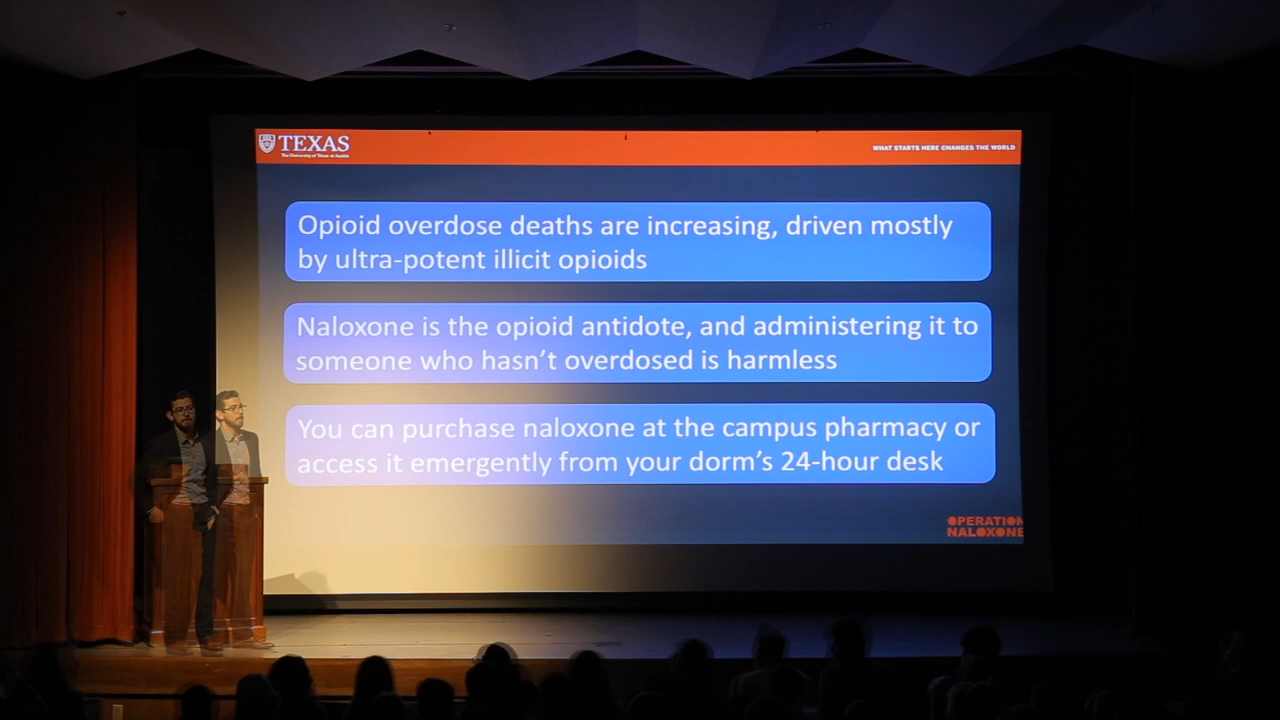 TEXAS
The University of Texas at Austin
WHAT STARTS HERE CHANGES THE WORLD
Opioid overdose deaths are increasing, driven mostly
by ultra-potent illicit opioids
Naloxone is the opioid antidote, and administering it to
someone who hasn't overdosed is harmless
You can purchase naloxone at the campus pharmacy or
access it emergently from your dorm's 24-hour desk
OPERATION
NALOXONE